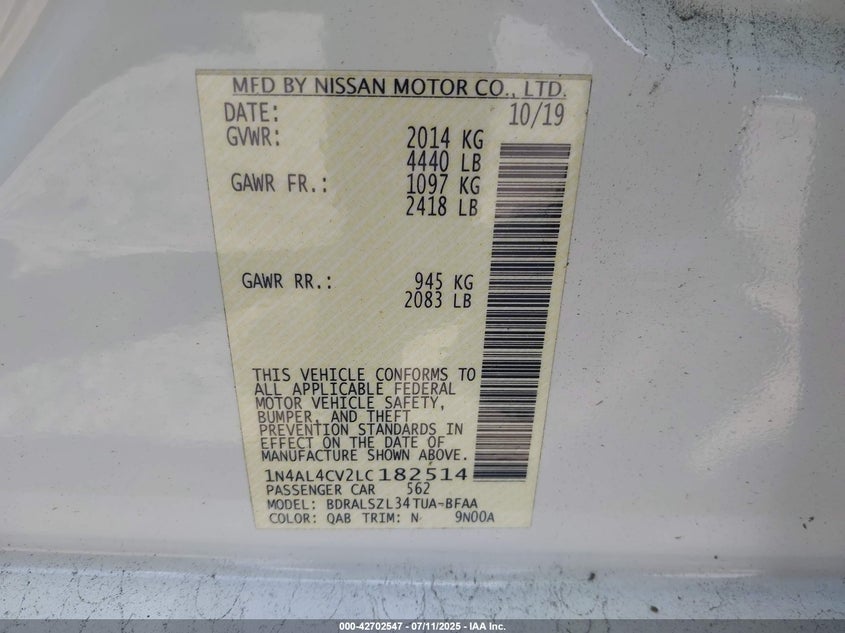 MFD BY NISSAN MOTOR CO., LTD.
DATE: 10/19
GVWR: 2014 KG
4440 LB
GAWR FR.: 1097 KG
2418 LB
GAWR RR.: 945 KG
2083 LB
THIS VEHICLE CONFORMS TO
ALL APPLICABLE FEDERAL
MOTOR VEHICLE SAFETY,
BUMPER, AND THEFT
PREVENTION STANDARDS IN
EFFECT ON THE DATE OF
MANUFACTURE SHOWN ABOVE.
1N4AL4CV2LC182514
PASSENGER CAR 562
MODEL: BDRALSZL34TUA-BFAA
COLOR: QAB TRIM: N 9N00A
000-42702547 - 07/11/2025 - IAA Inc.